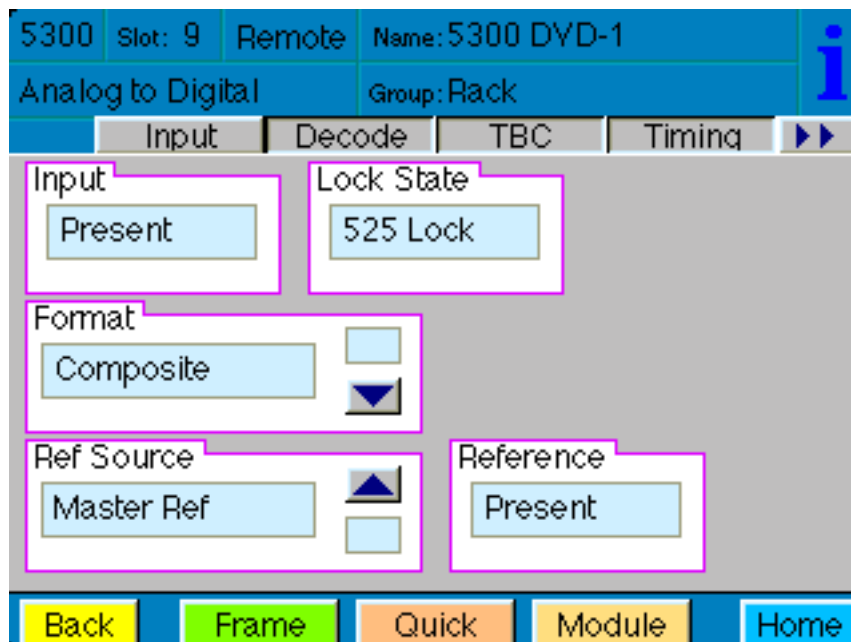 5300 Slot: 9 Remote Name: 5300 DVD-1
Analog to Digital Group: Rack
i
Input Decode TBC Timing
Input Lock State
Present 525 Lock
Format
Composite
Ref Source Reference
Master Ref Present
Back Frame Quick Module Home